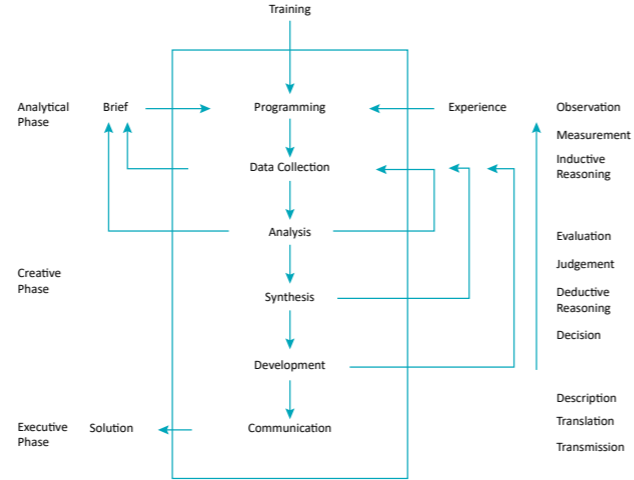 Training
Analytical
Phase
Brief
Programming
Experience
Observation
Measurement
Data Collection
Inductive
Reasoning
Analysis
Evaluation
Judgement
Creative
Phase
Synthesis
Deductive
Reasoning
Decision
Development
Description
Executive
Phase
Solution
Communication
Translation
Transmission